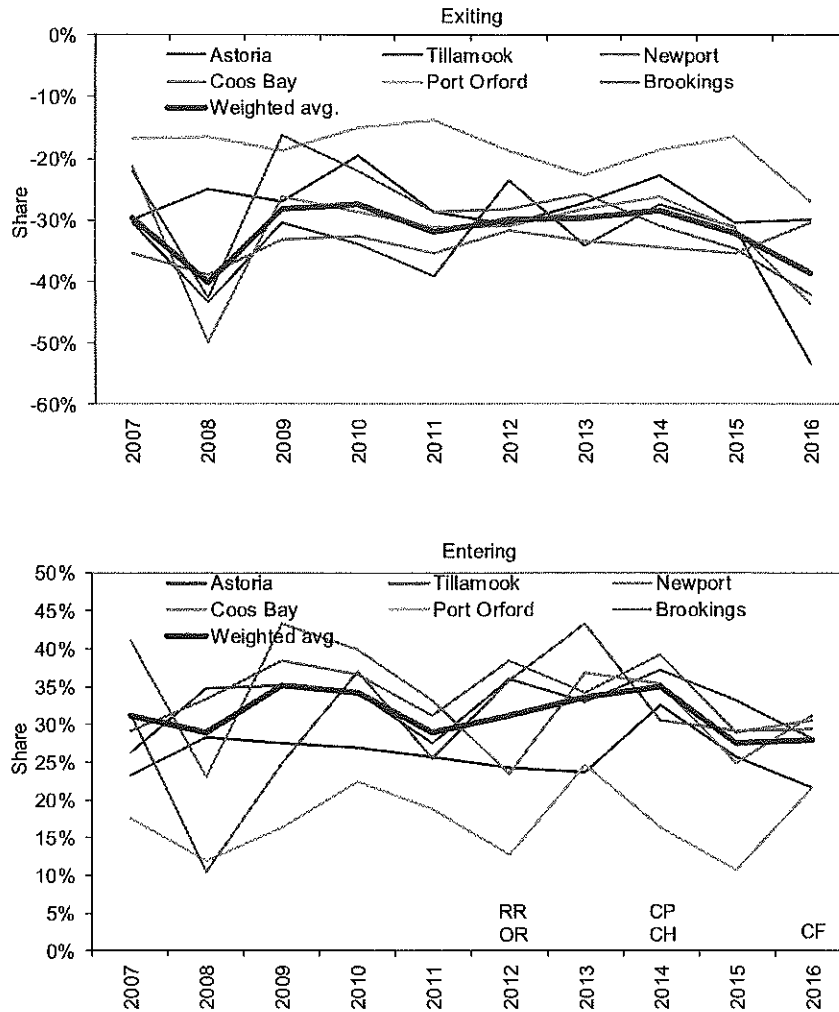 Exiting
0%
Astoria Tillamook Newport
Coos Bay Port Orford Brookings
Weighted avg.
-10%
-20%
-30%
-40%
-50%
-60%
Share
2007 2008 2009 2010 2011 2012 2013 2014 2015 2016
Entering
50%
Astoria Tillamook Newport
Coos Bay Port Orford Brookings
Weighted avg.
45%
40%
35%
30%
25%
20%
15%
10%
5%
0%
Share
RR CP
OR CH CF
2007 2008 2009 2010 2011 2012 2013 2014 2015 2016